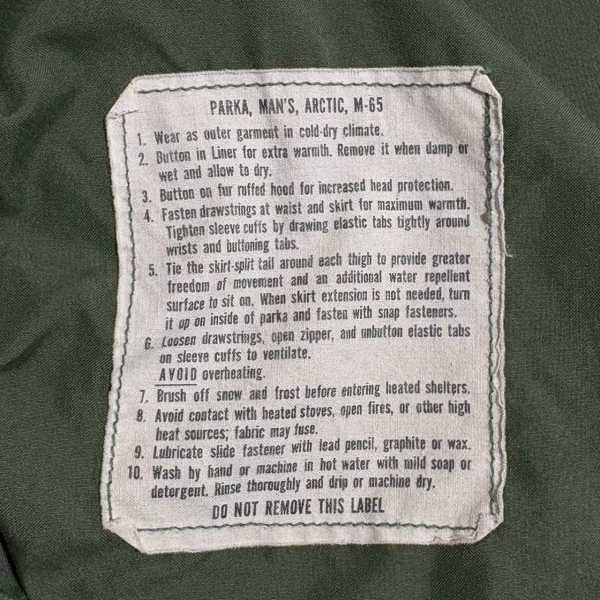 PARKA, MAN'S, ARCTIC, M-65
1. Wear as outer garment in cold-dry climate.
2. Button in Liner for extra warmth. Remove it when damp or
wet and allow to dry.
3. Button on fur ruffed hood for increased head protection.
4. Fasten drawstrings at waist and skirt for maximum warmth.
Tighten sleeve cuffs by drawing elastic tabs tightly around
wrists and buttoning tabs.
5. Tie the skirt-split tail around each thigh to provide greater
freedom of movement and an additional water repellent
surface to sit on. When skirt extension is not needed, turn
it up on inside of parka and fasten with snap fasteners.
6. Loosen drawstrings, open zipper, and unbutton elastic tabs
on sleeve cuffs to ventilate.
AVOID overheating.
7. Brush off snow and frost before entering heated shelters.
8. Avoid contact with heated stoves, open fires, or other high
heat sources; fabric may fuse.
9. Lubricate slide fastener with lead pencil, graphite or wax.
10. Wash by hand or machine in hot water with mild soap or
detergent. Rinse thoroughly and drip or machine dry.
DO NOT REMOVE THIS LABEL